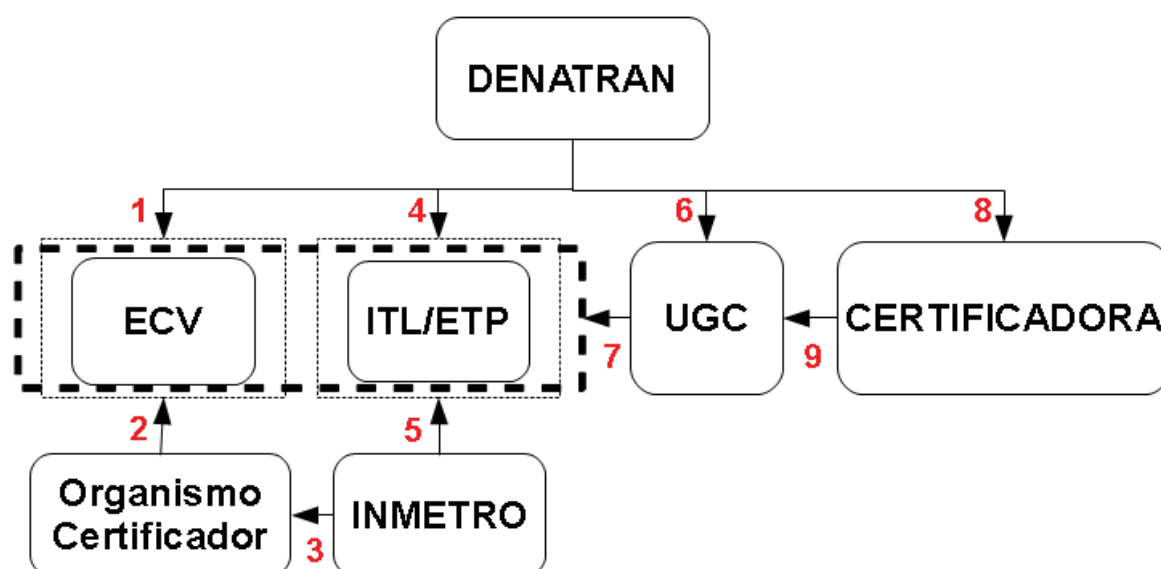 DENATRAN
1
4
6
8
ECV
ITL/ETP
UGC
CERTIFICADORA
7
9
2
5
Organismo
Certificador
INMETRO
3